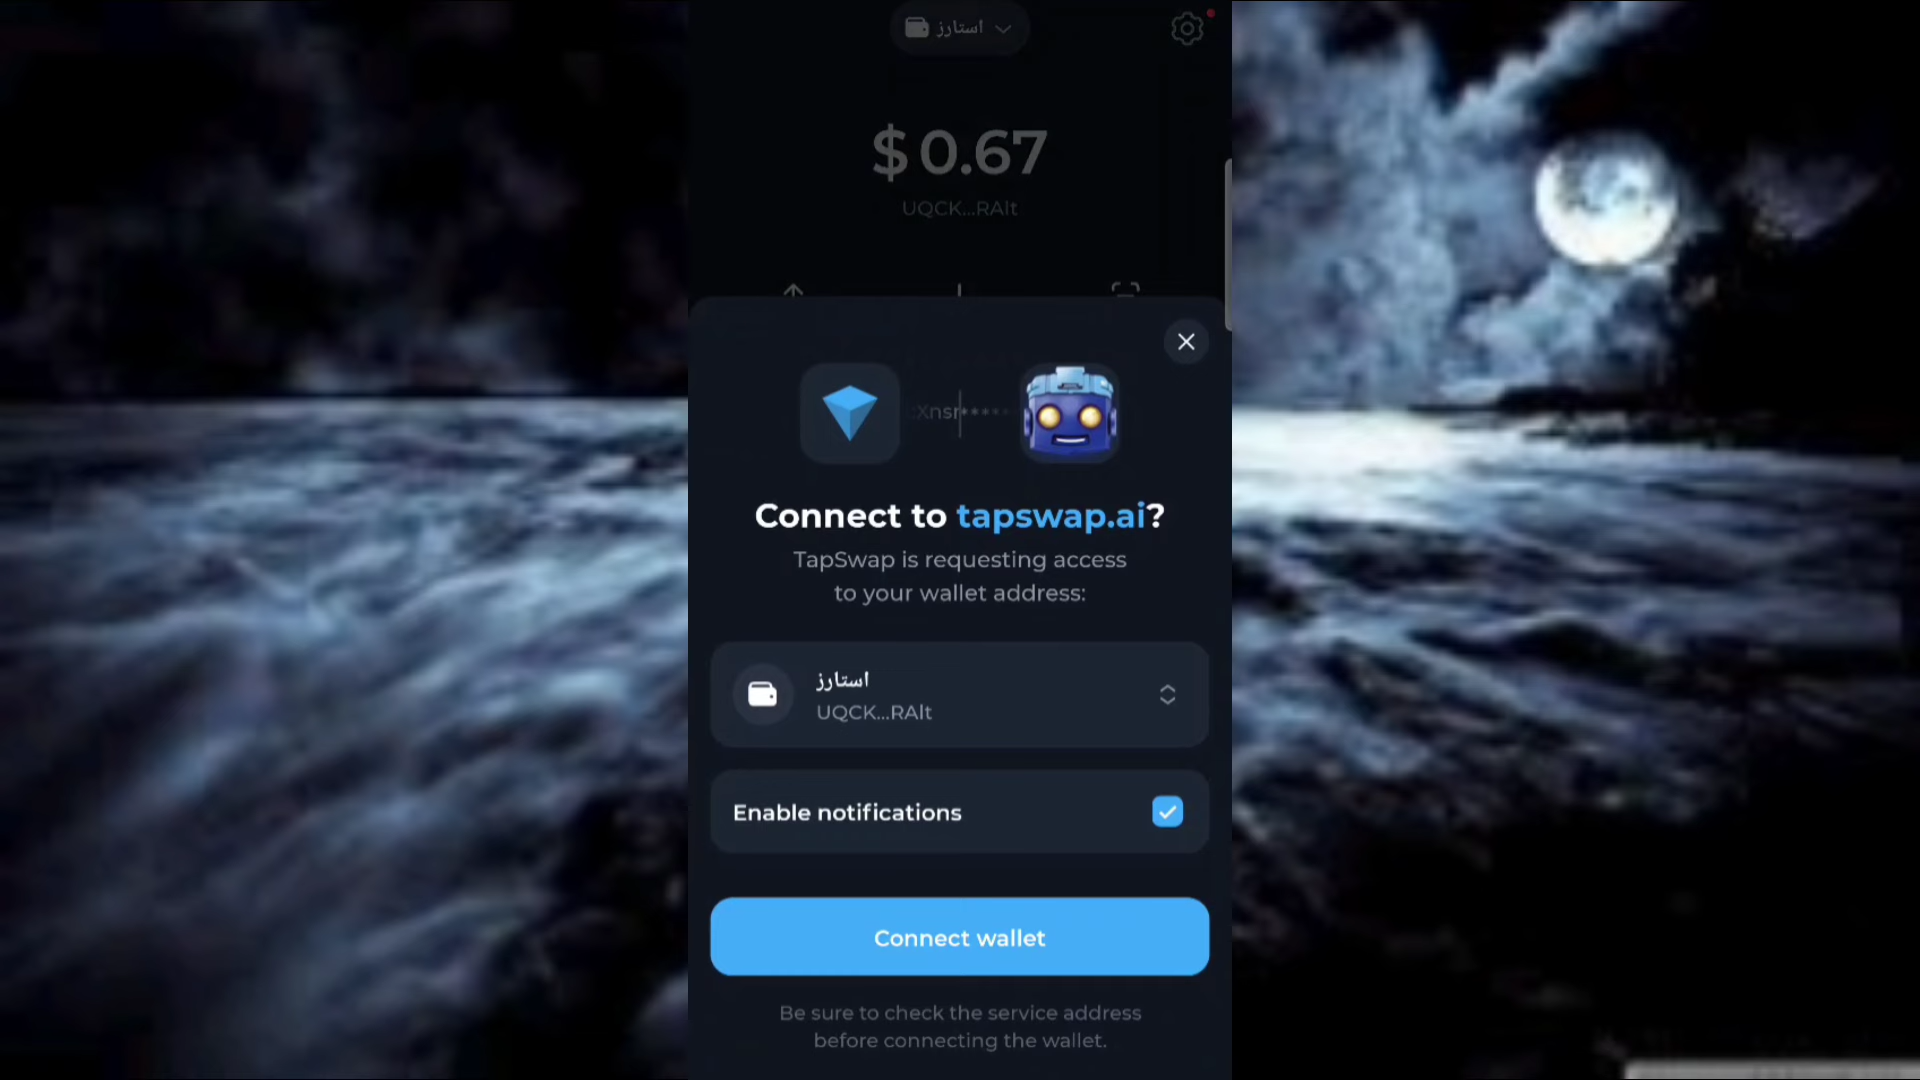 استارز
$ 0.67
UQCK...RAlt
Xnsr•••••
Connect to tapswap.ai?
TapSwap is requesting access
to your wallet address:
استارز
UQCK...RAlt
Enable notifications
Connect wallet
Be sure to check the service address
before connecting the wallet.